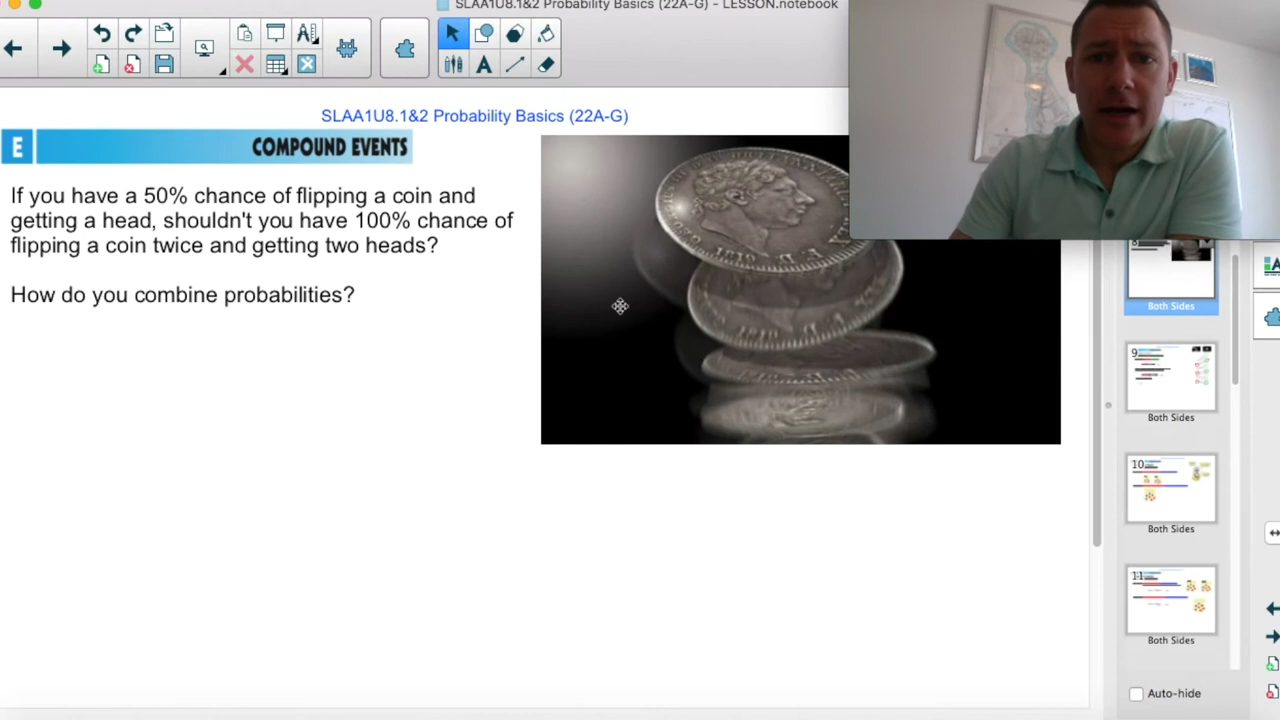 SLAA1U8.1&2 Probability Basics (22A-G) - LESSON.notebook
SLAA1U8.1&2 Probability Basics (22A-G)
E COMPOUND EVENTS
If you have a 50% chance of flipping a coin and
getting a head, shouldn't you have 100% chance of
flipping a coin twice and getting two heads?
How do you combine probabilities?
Both Sides
9
Both Sides
10
Both Sides
11
Both Sides
Auto-hide